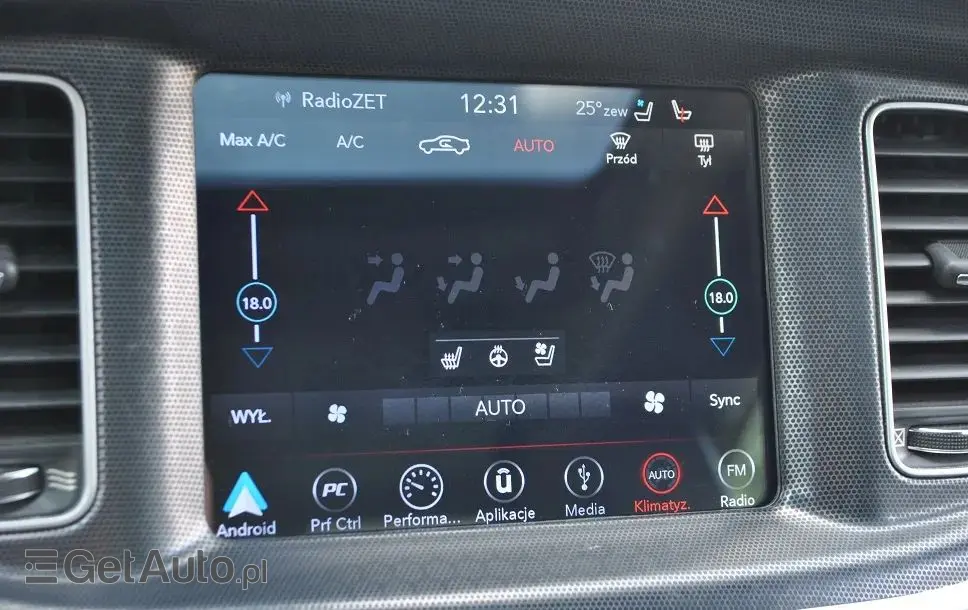 RadioZET 12:31 25° zew
Max A/C A/C AUTO Przód Tył
18.0 18.0
WYŁ. AUTO Sync
PC AUTO FM
Android Prf Ctrl Performa... Aplikacje Media Klimatyz. Radio
GetAuto.pl